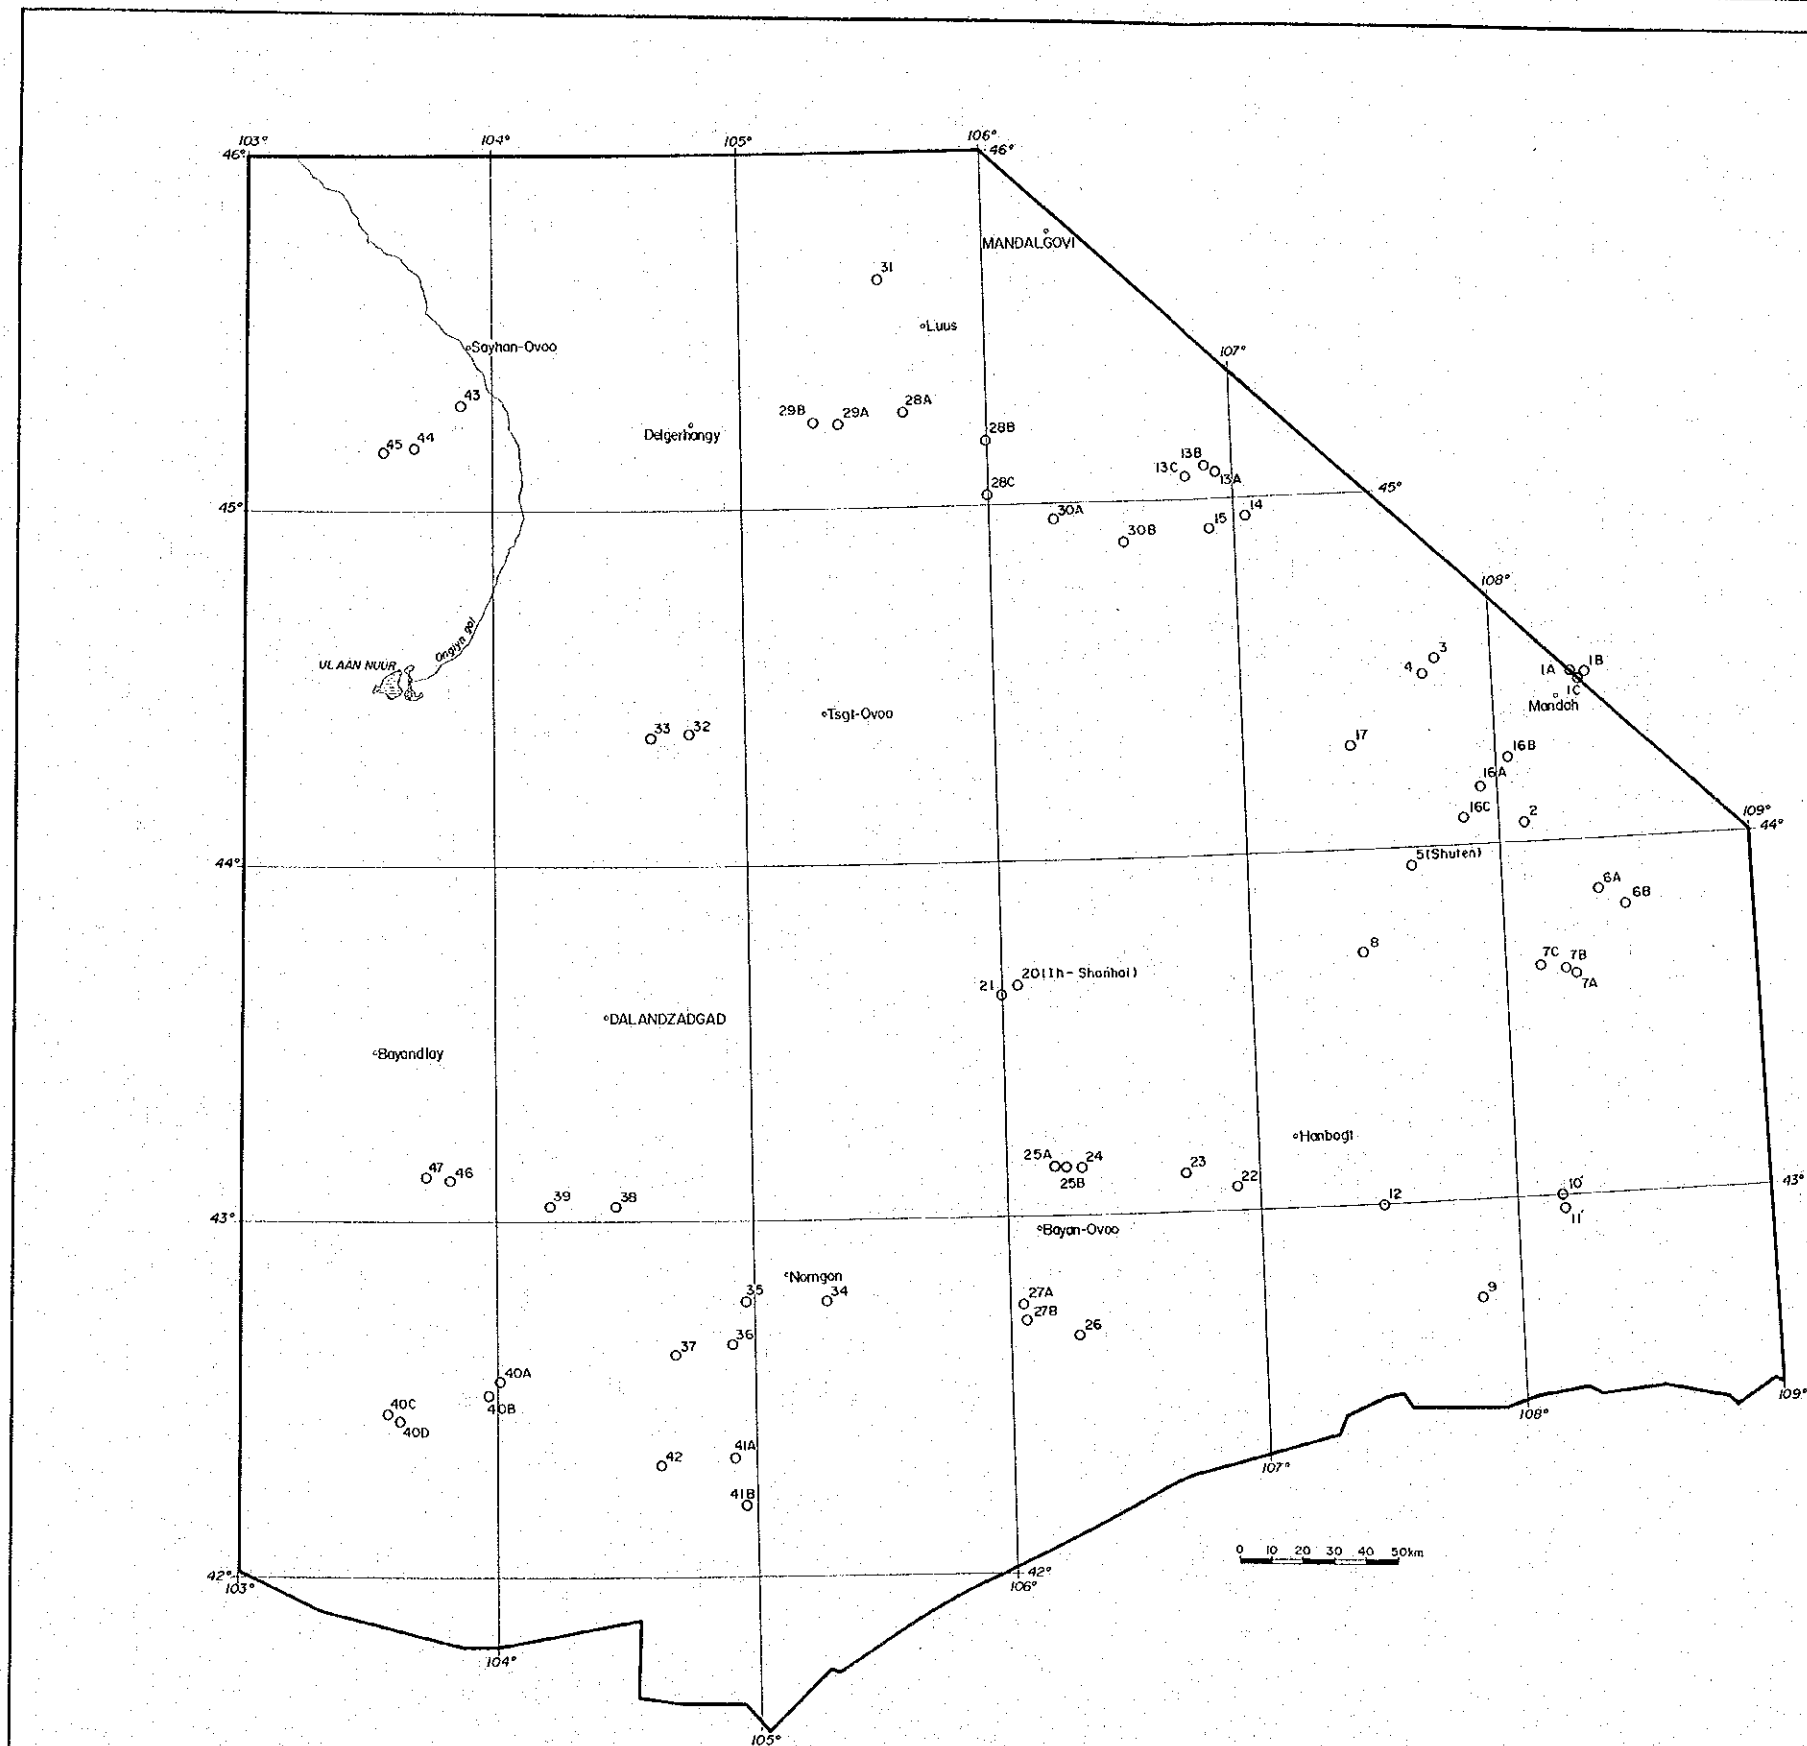 106°
103°
104°
105°
46°
46°
MANDALGOVI
31
Luus
Sayhan-Ovoo
107°
43
29B
29A
28A
Delgerhangy
28B
45
44
13B
13C
13A
28C
45°
45°
30A
15
14
30B
108°
Ongiyn gol
ULAAN NUUR
3
4
1A
1B
1C
Mandah
Tsgt-Ovoo
33
32
17
16B
16A
16C
2
109°
44°
44°
5(Shuten)
6A
6B
8
7C
7B
7A
20(Ih-Shanhai)
21
DALANDZADGAD
Bayandlay
Hanbogt
25A
24
25B
23
22
47
46
39
38
12
10
11
43°
43°
Bayan-Ovoo
Nomgon
35
34
27A
27B
26
9
36
37
40A
40B
40C
40D
109°
108°
41A
42
107°
41B
0 10 20 30 40 50km
42°
42°
103°
106°
104°
105°